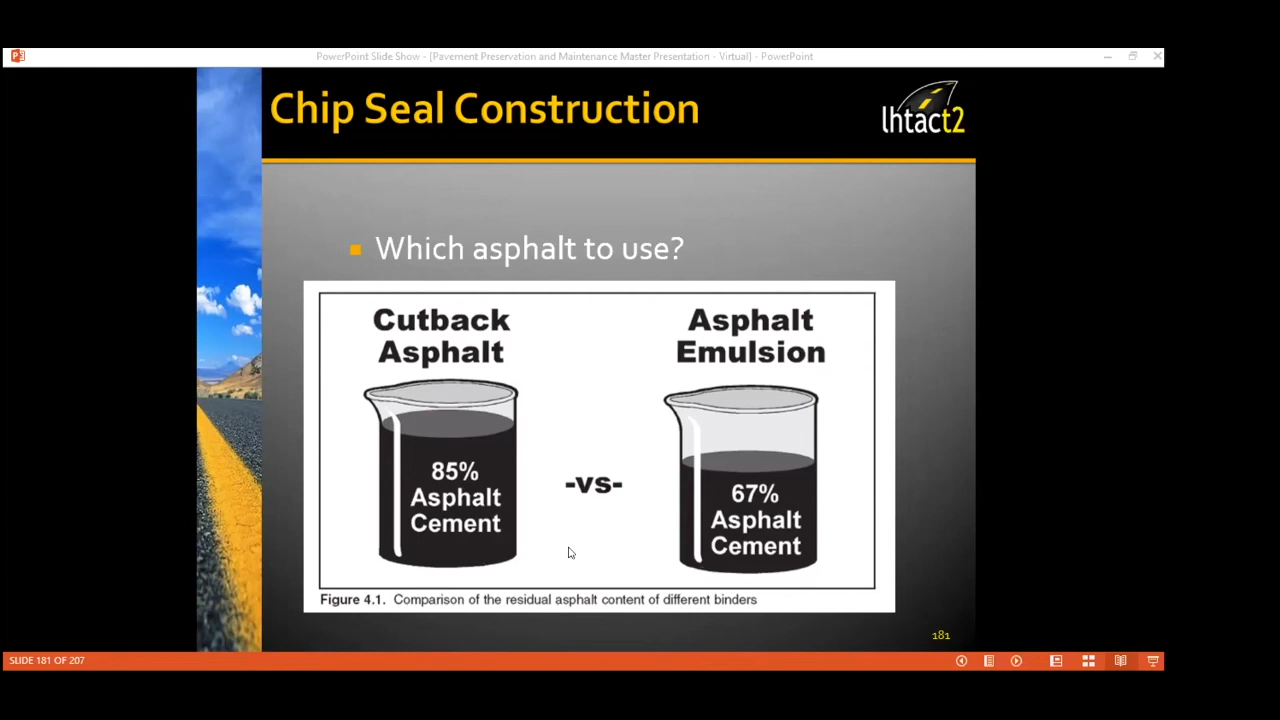 PowerPoint Slide Show - [Pavement Preservation and Maintenance Master Presentation - Virtual] - PowerPoint
Chip Seal Construction
lhtact2
Which asphalt to use?
Cutback
Asphalt
85%
Asphalt
Cement
-vs-
Asphalt
Emulsion
67%
Asphalt
Cement
Figure 4.1. Comparison of the residual asphalt content of different binders
181
SLIDE 181 OF 207